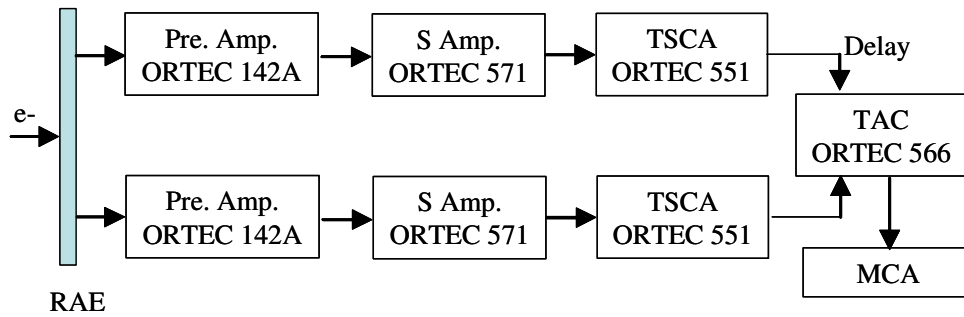 Pre. Amp.
ORTEC 142A
S Amp.
ORTEC 571
TSCA
ORTEC 551
Delay
e-
TAC
ORTEC 566
Pre. Amp.
ORTEC 142A
S Amp.
ORTEC 571
TSCA
ORTEC 551
MCA
RAE